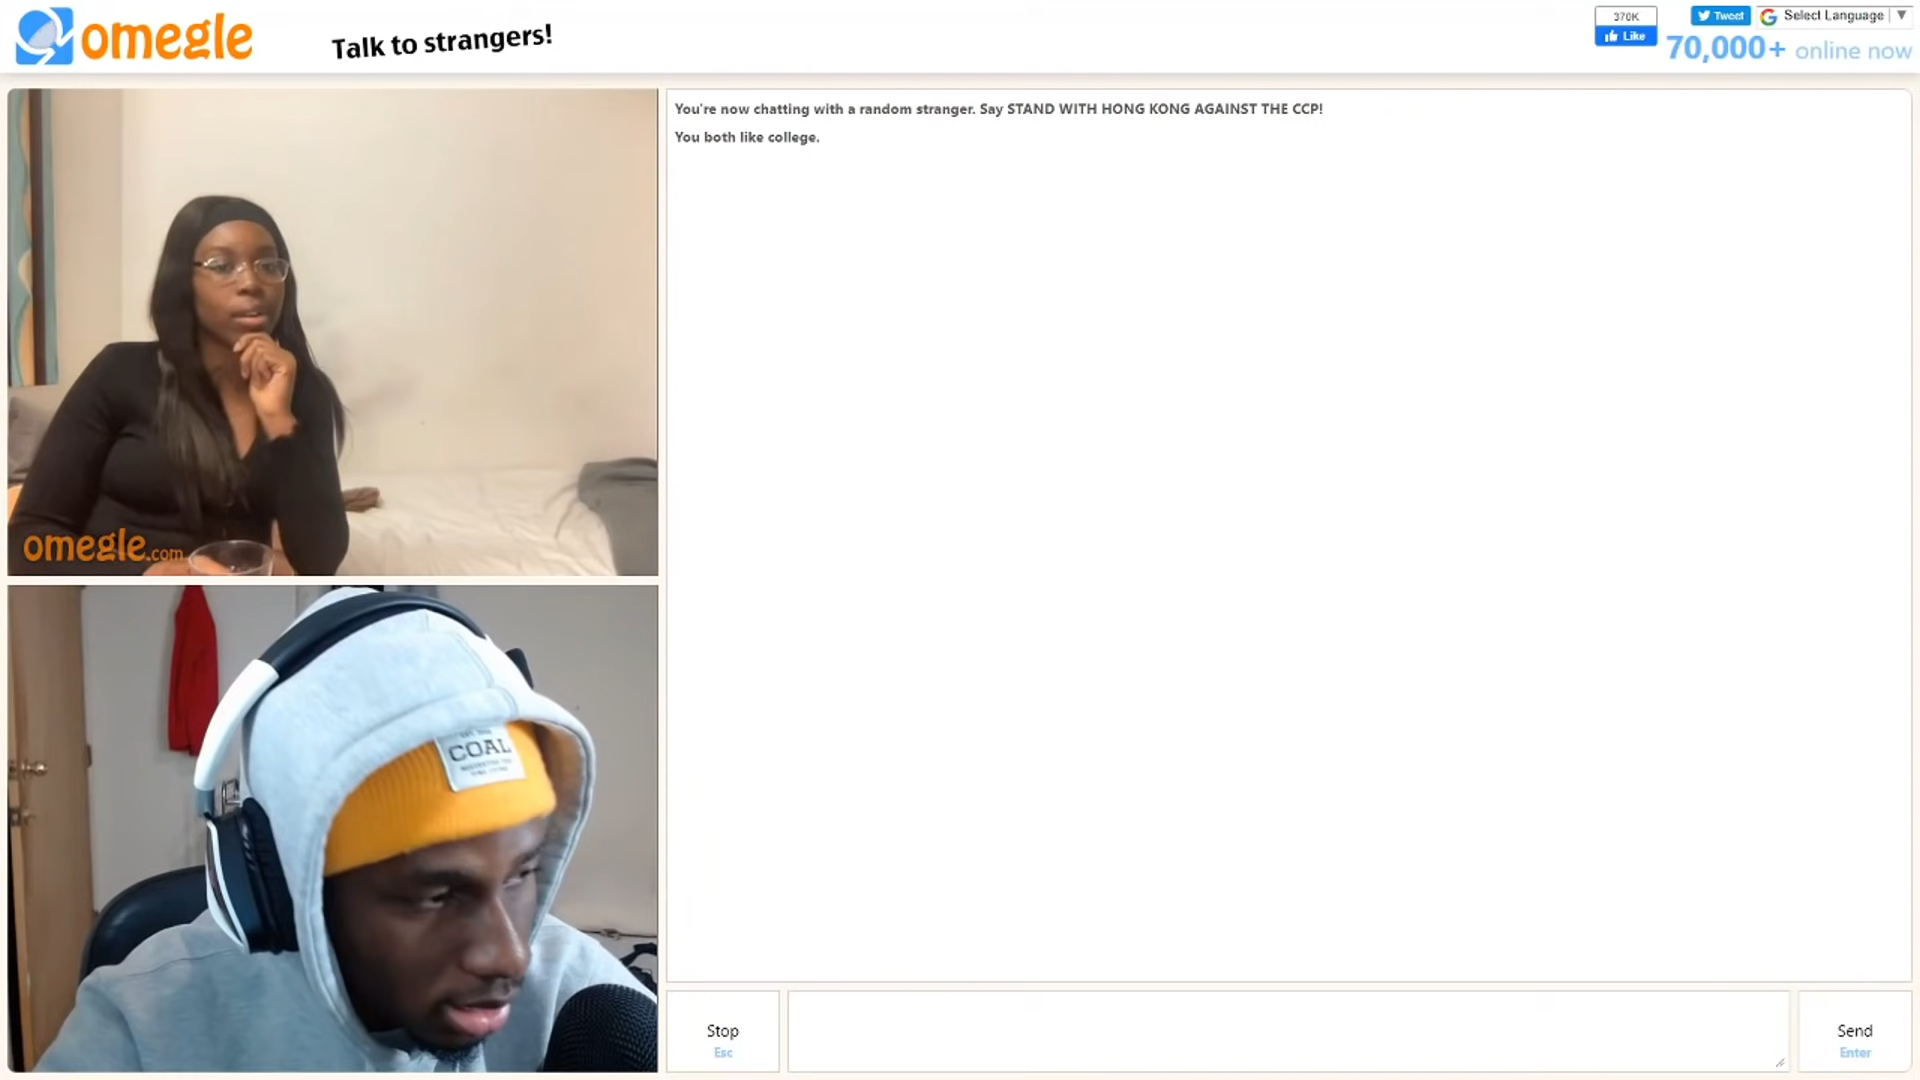 omegle
Talk to strangers!
370K
Like
Tweet
Select Language
70,000+ online now
You're now chatting with a random stranger. Say STAND WITH HONG KONG AGAINST THE CCP!
You both like college.
omegle.com
COAL
Stop
Esc
Send
Enter